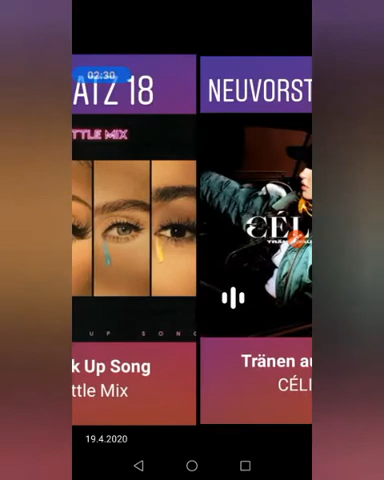 02:30
ATZ 18
NEUVORST
TTLE MIX
CÉL
UP SONG
k Up Song
ttle Mix
Tränen au
CÉLI
19.4.2020